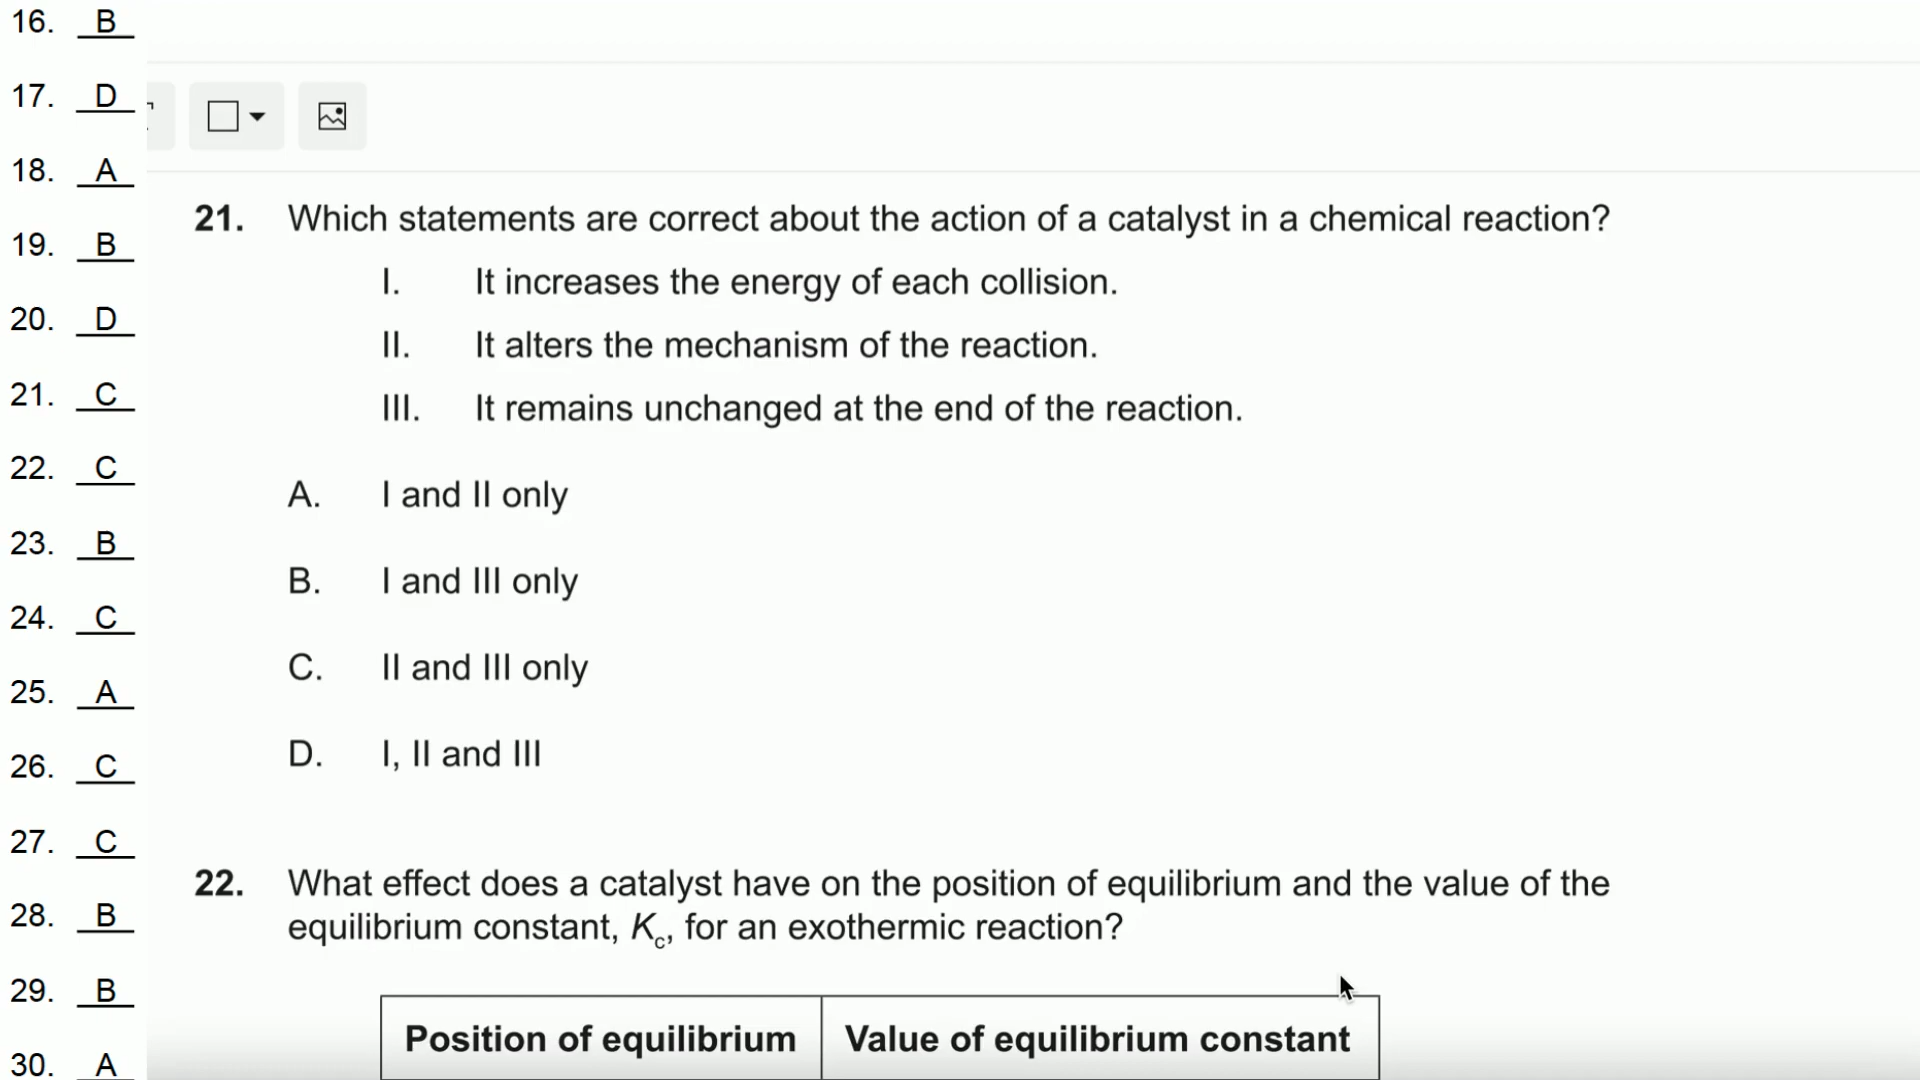 16. B
17. D
18. A
19. B
20. D
21. C
22. C
23. B
24. C
25. A
26. C
27. C
28. B
29. B
30. A
21. Which statements are correct about the action of a catalyst in a chemical reaction?
I. It increases the energy of each collision.
II. It alters the mechanism of the reaction.
III. It remains unchanged at the end of the reaction.
A. I and II only
B. I and III only
C. II and III only
D. I, II and III
22. What effect does a catalyst have on the position of equilibrium and the value of the
equilibrium constant, Kc, for an exothermic reaction?
Position of equilibrium Value of equilibrium constant